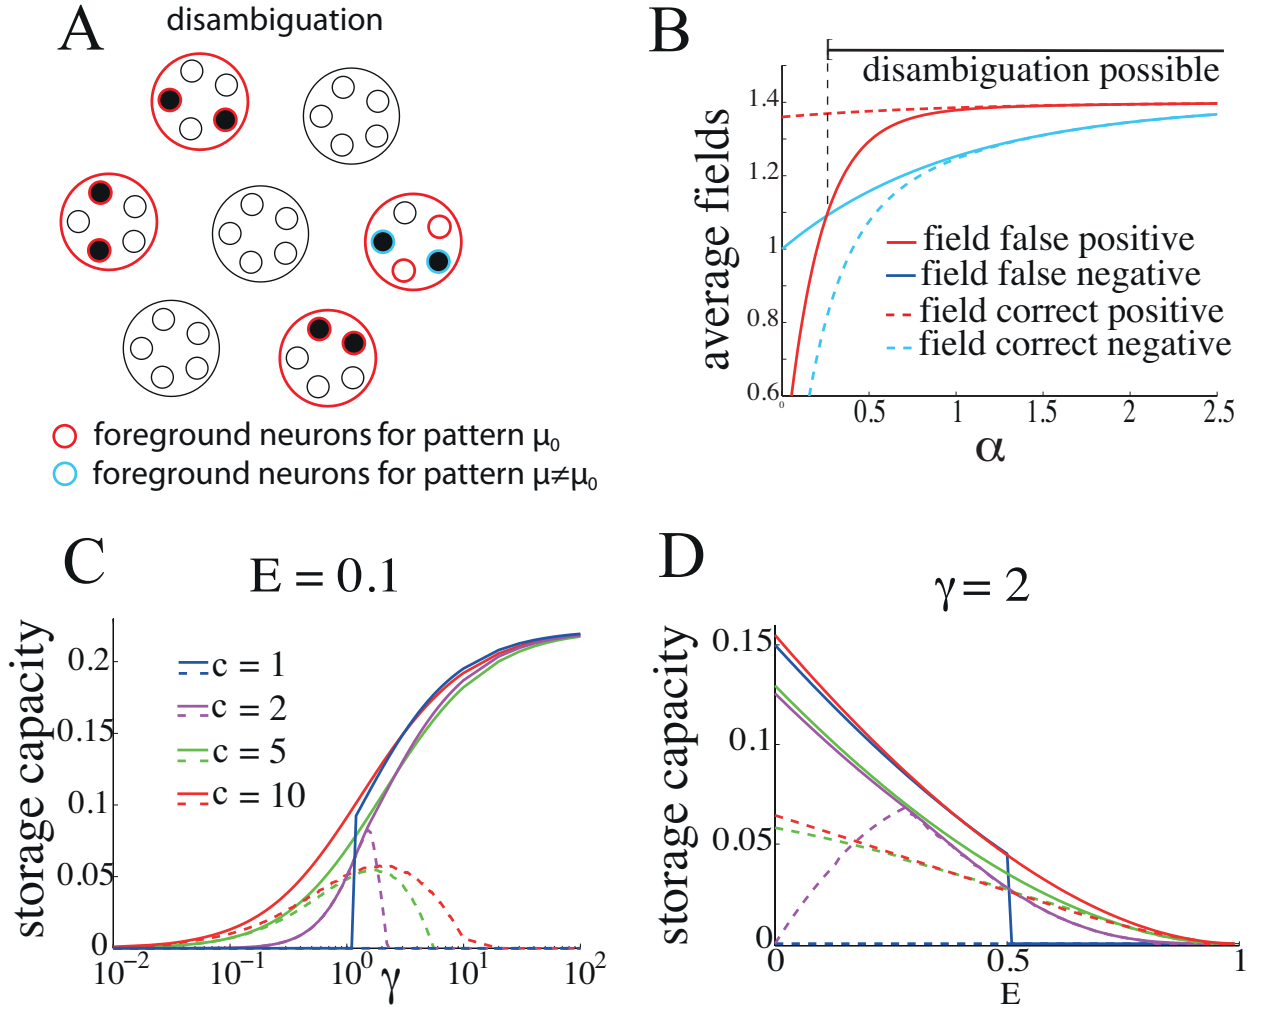 A
disambiguation
foreground neurons for pattern μ₀
foreground neurons for pattern μ≠μ₀
B
disambiguation possible
average fields
1.4
1.2
1
0.8
0.6
field false positive
field false negative
field correct positive
field correct negative
0
0.5
1
1.5
2
2.5
α
C
E = 0.1
storage capacity
0.2
0.15
0.1
0.05
0
c = 1
c = 2
c = 5
c = 10
10⁻²
10⁻¹
10⁰
10¹
10²
γ
D
γ = 2
storage capacity
0.15
0.1
0.05
0
0
0.5
1
E